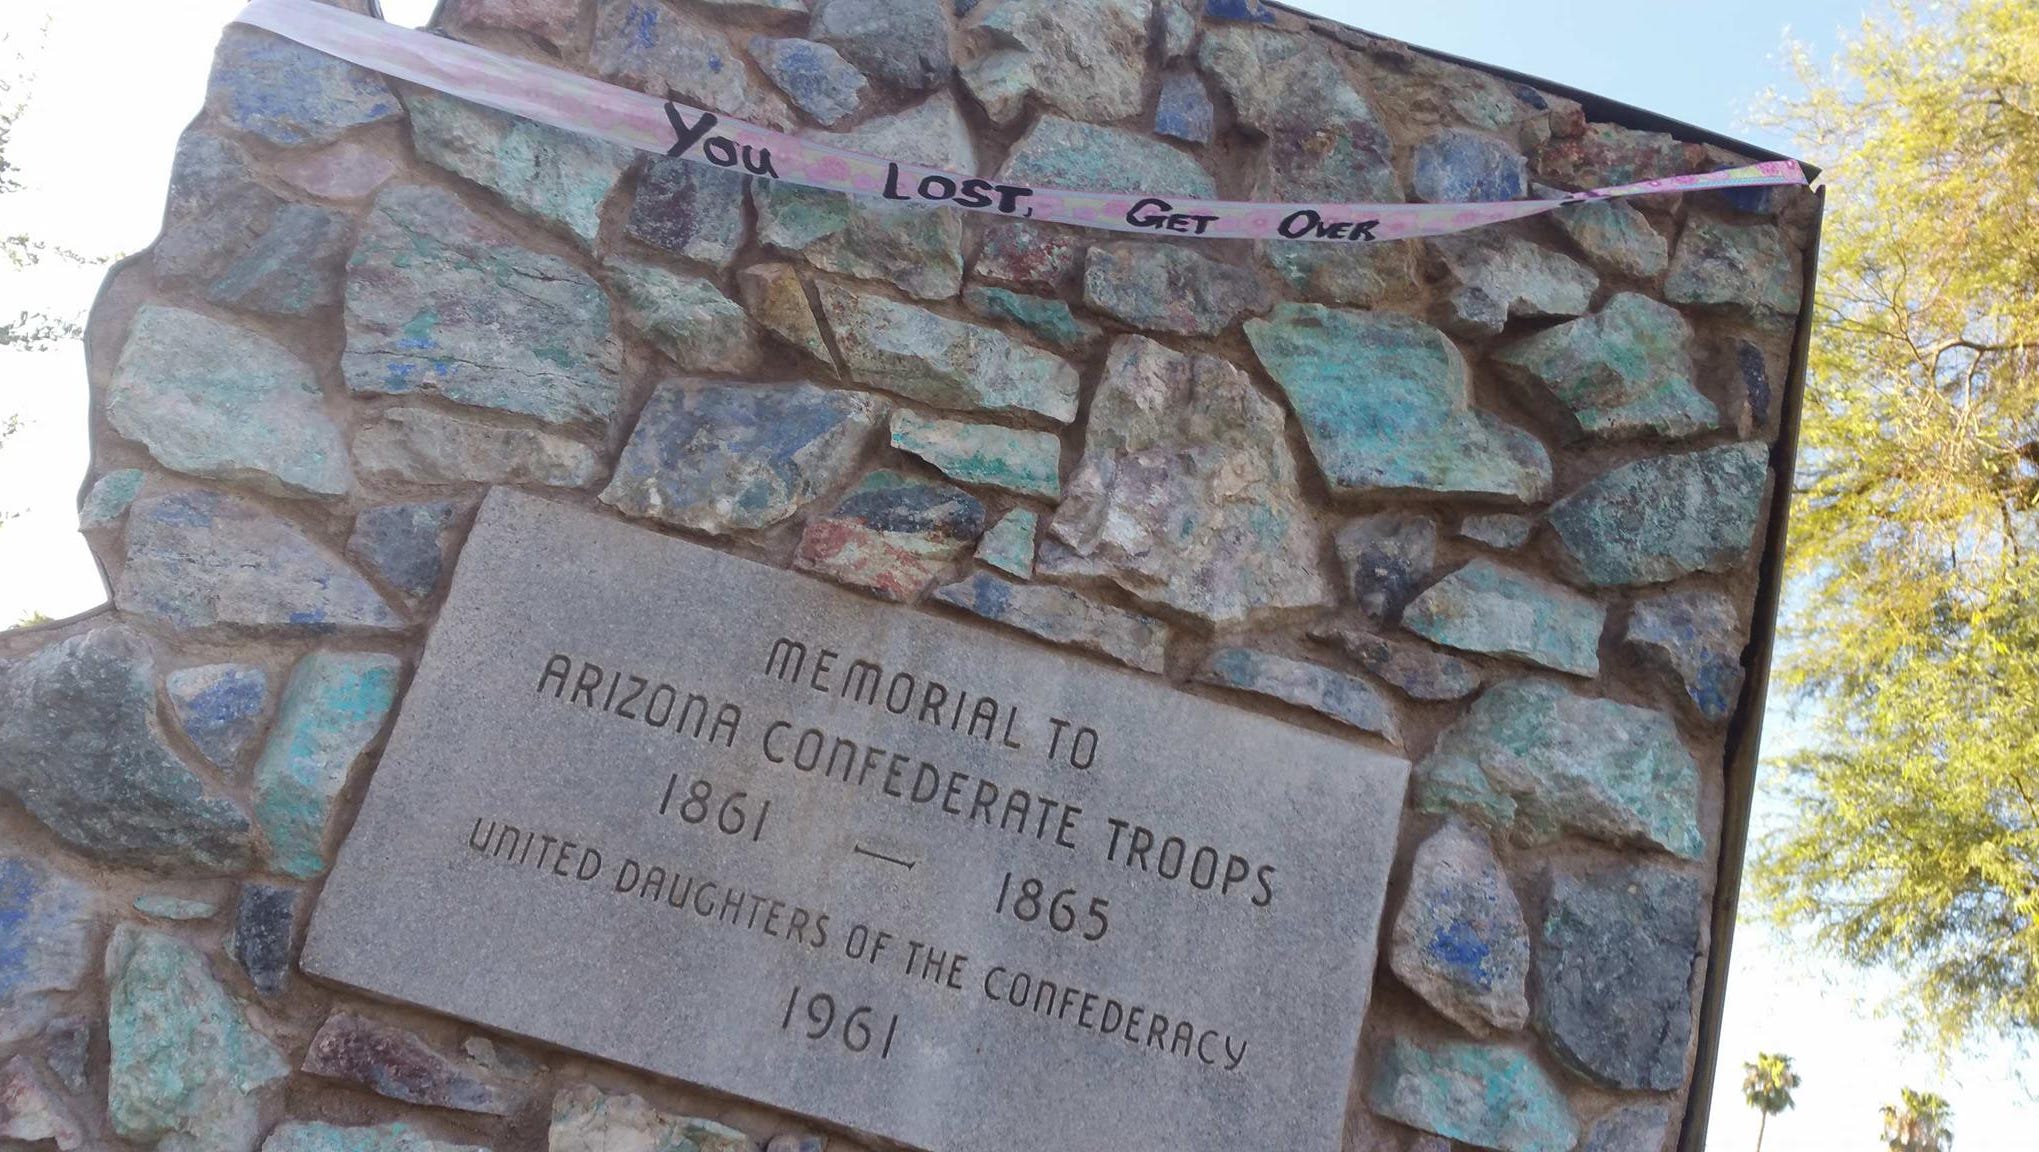 You LOST, GET OVER
MEMORIAL TO
ARIZONA CONFEDERATE TROOPS
1861 — 1865
UNITED DAUGHTERS OF THE CONFEDERACY
1961